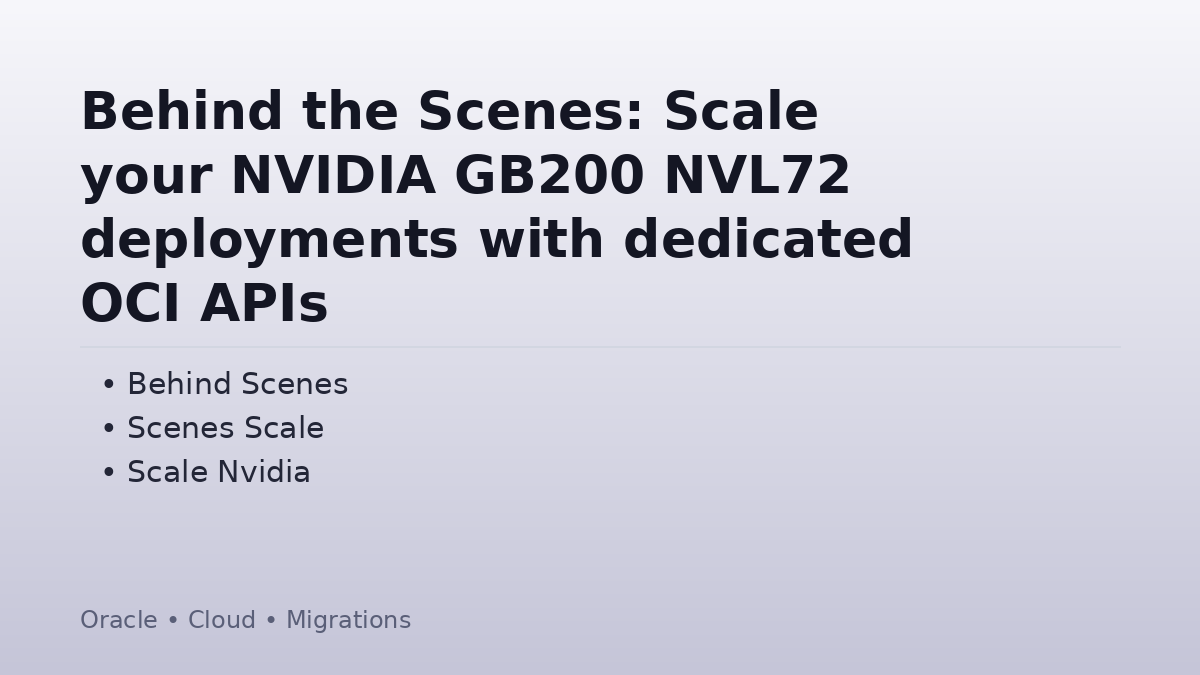 Behind the Scenes: Scale
your NVIDIA GB200 NVL72
deployments with dedicated
OCI APIs
• Behind Scenes
• Scenes Scale
• Scale Nvidia
Oracle • Cloud • Migrations